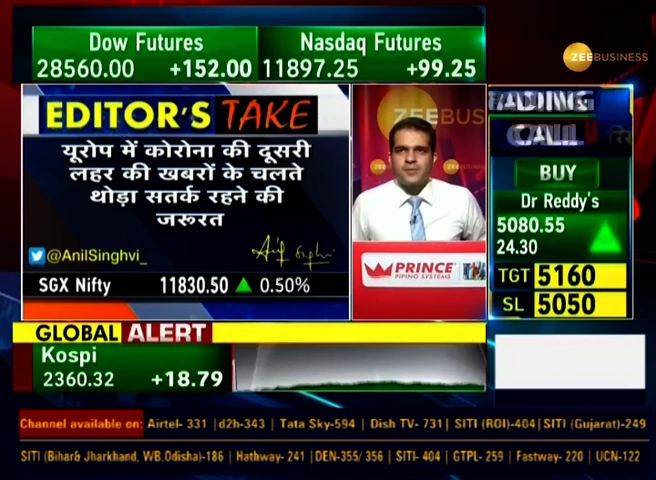 Dow Futures
28560.00 +152.00
Nasdaq Futures
11897.25 +99.25
ZEEBUSINESS
EDITOR'S TAKE
यूरोप में कोरोना की दूसरी
लहर की खबरों के चलते
थोड़ा सतर्क रहने की
जरूरत
@AnilSinghvi_
SGX Nifty 11830.50 0.50%
ZEEBUS
PRINCE
PIPING SYSTEMS
CALL
BUY
Dr Reddy's
5080.55
24.30
TGT 5160
SL 5050
GLOBAL ALERT
Kospi
2360.32 +18.79
Channel available on: Airtel- 331 | d2h-343 | Tata Sky-594 | Dish TV- 731| SITI (ROI)-404| SITI (Gujarat)-249
SITI (Bihar& Jharkhand, WB,Odisha)-186 | Hathway- 241 |DEN-355/ 356 | SITI- 404 | GTPL- 259 | Fastway- 220 | UCN-122